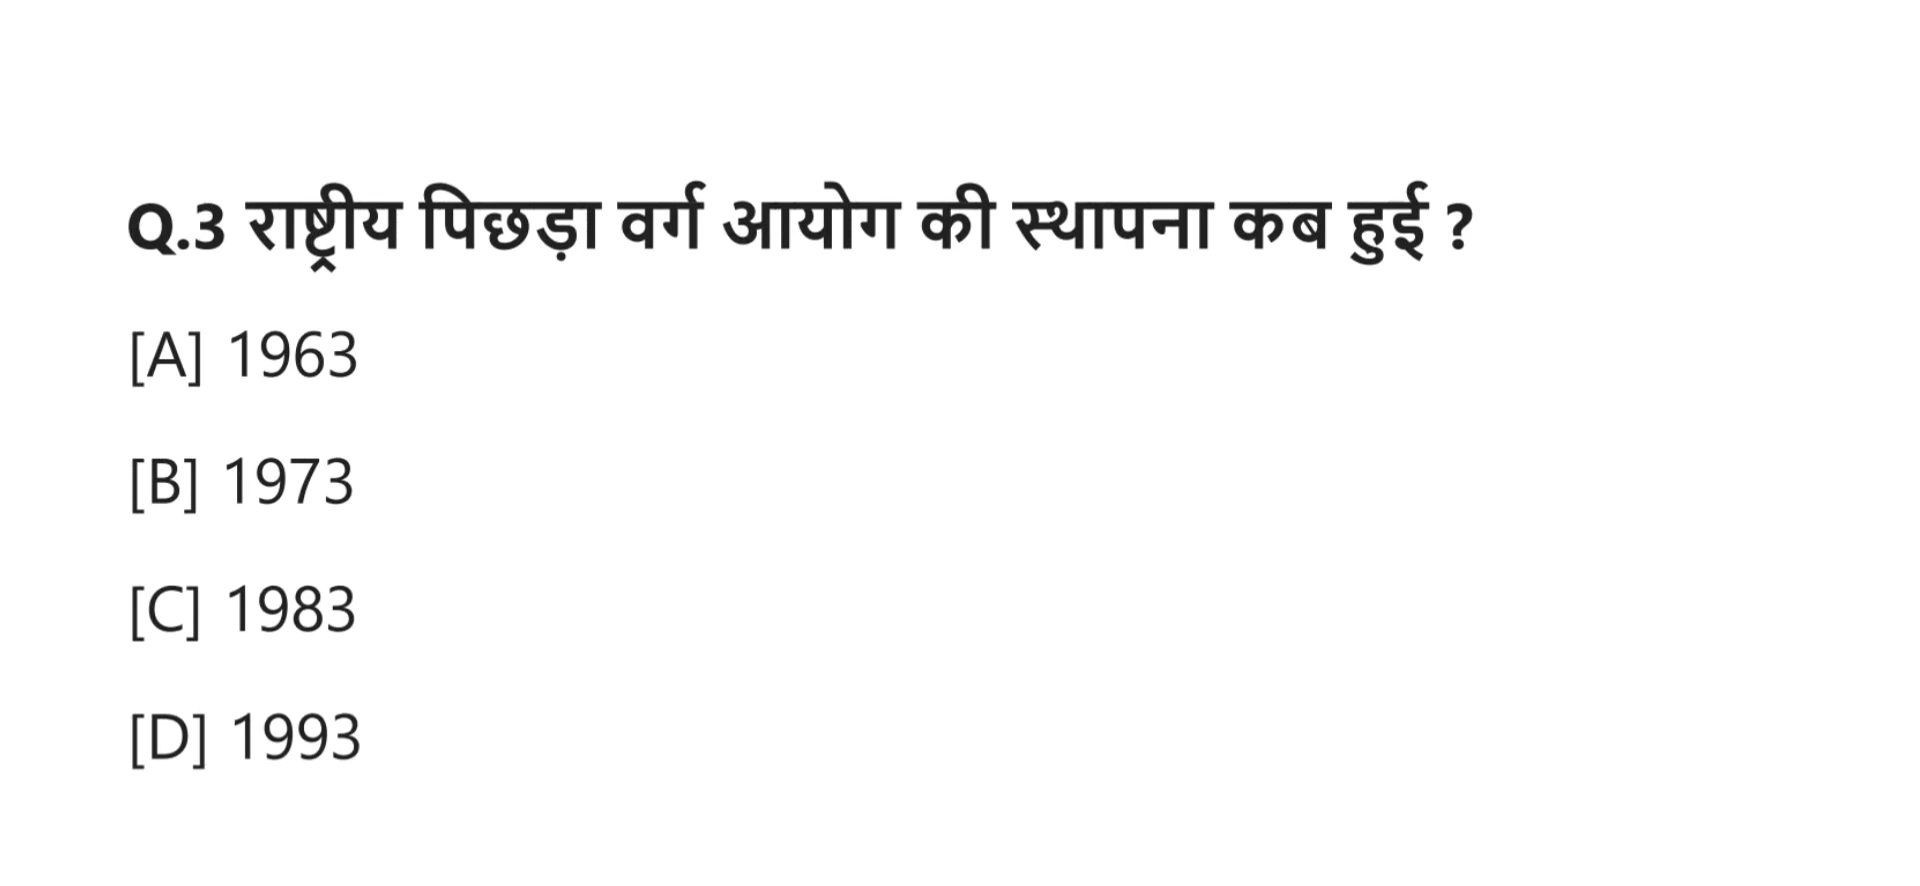 Q.3 राष्ट्रीय पिछड़ा वर्ग आयोग की स्थापना कब हुई ?
[A] 1963
[B] 1973
[C] 1983
[D] 1993